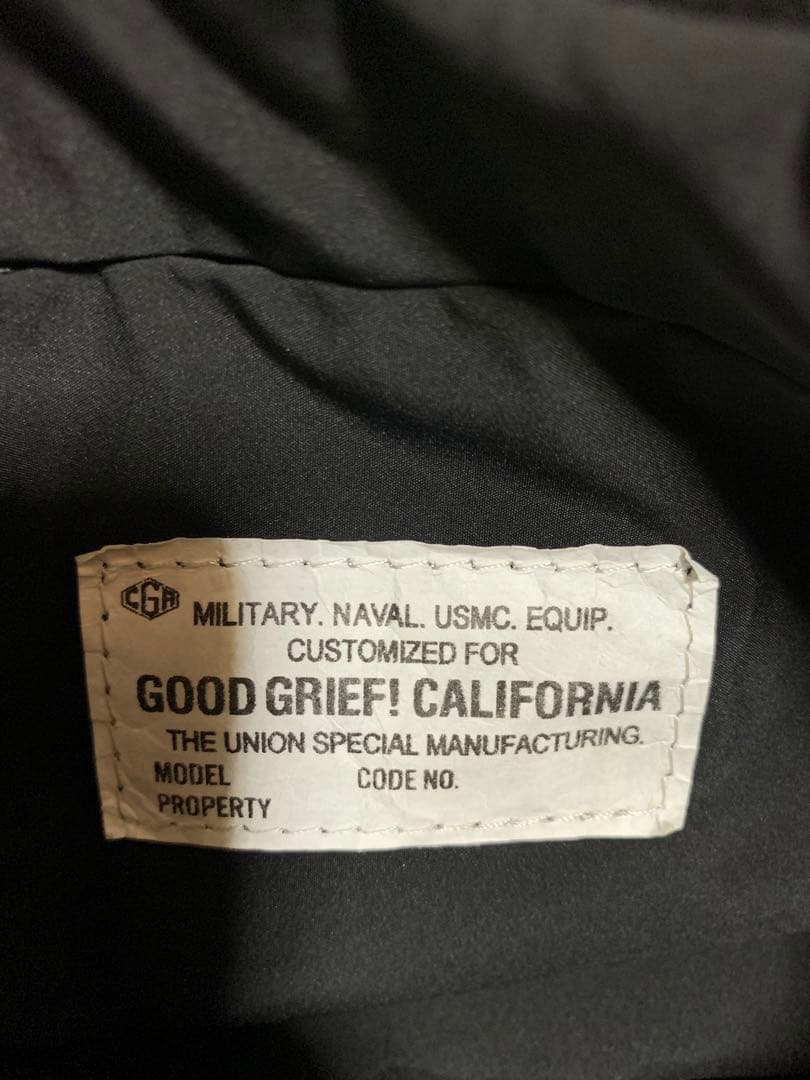 CGA
MILITARY. NAVAL. USMC. EQUIP.
CUSTOMIZED FOR
GOOD GRIEF! CALIFORNIA
THE UNION SPECIAL MANUFACTURING.
MODEL CODE NO.
PROPERTY